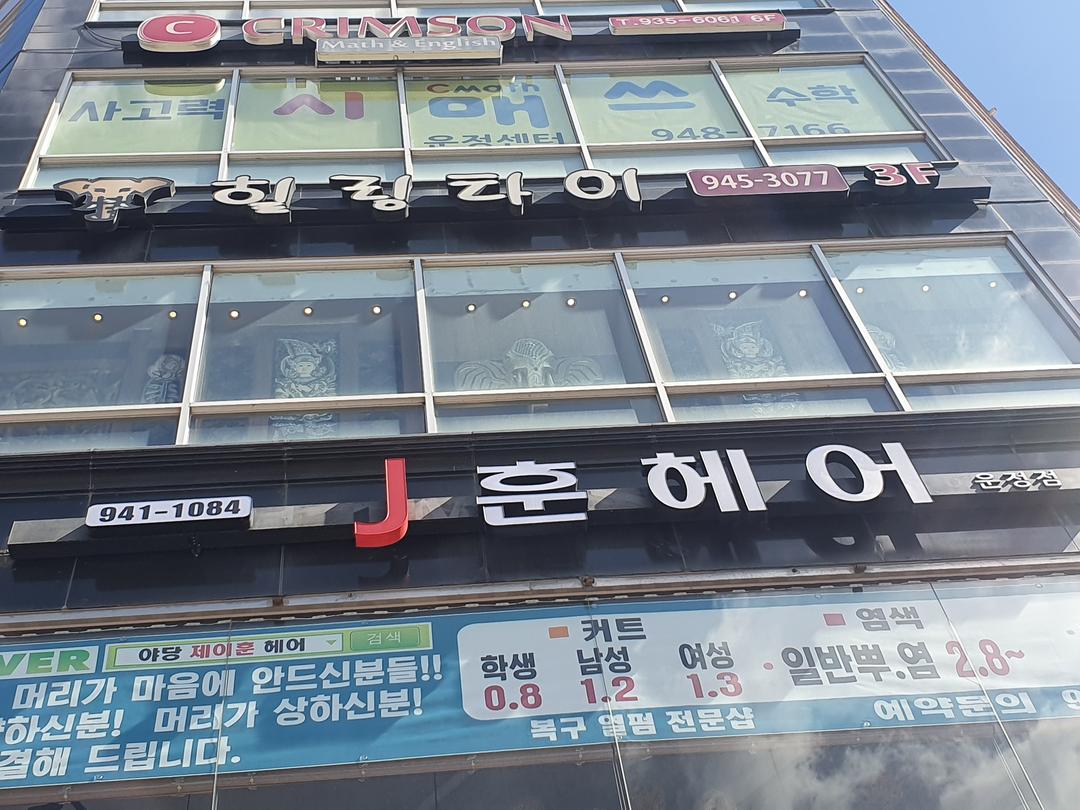 C CRIMSON T.935-6061 6F
Math & English
사고력 시매쓰 수학
Cmath
운정센터 948-7166
힐링타이 945-3077 3F
941-1084 J훈헤어 운정점
VER 야당 제이훈 헤어 검색
머리가 마음에 안드신분들!!
하신분! 머리가 상하신분!
결해 드립니다.
커트
학생 남성 여성
0.8 1.2 1.3
염색
일반뿌.염 2.8~
복구 열펌 전문샵
예약문의 9